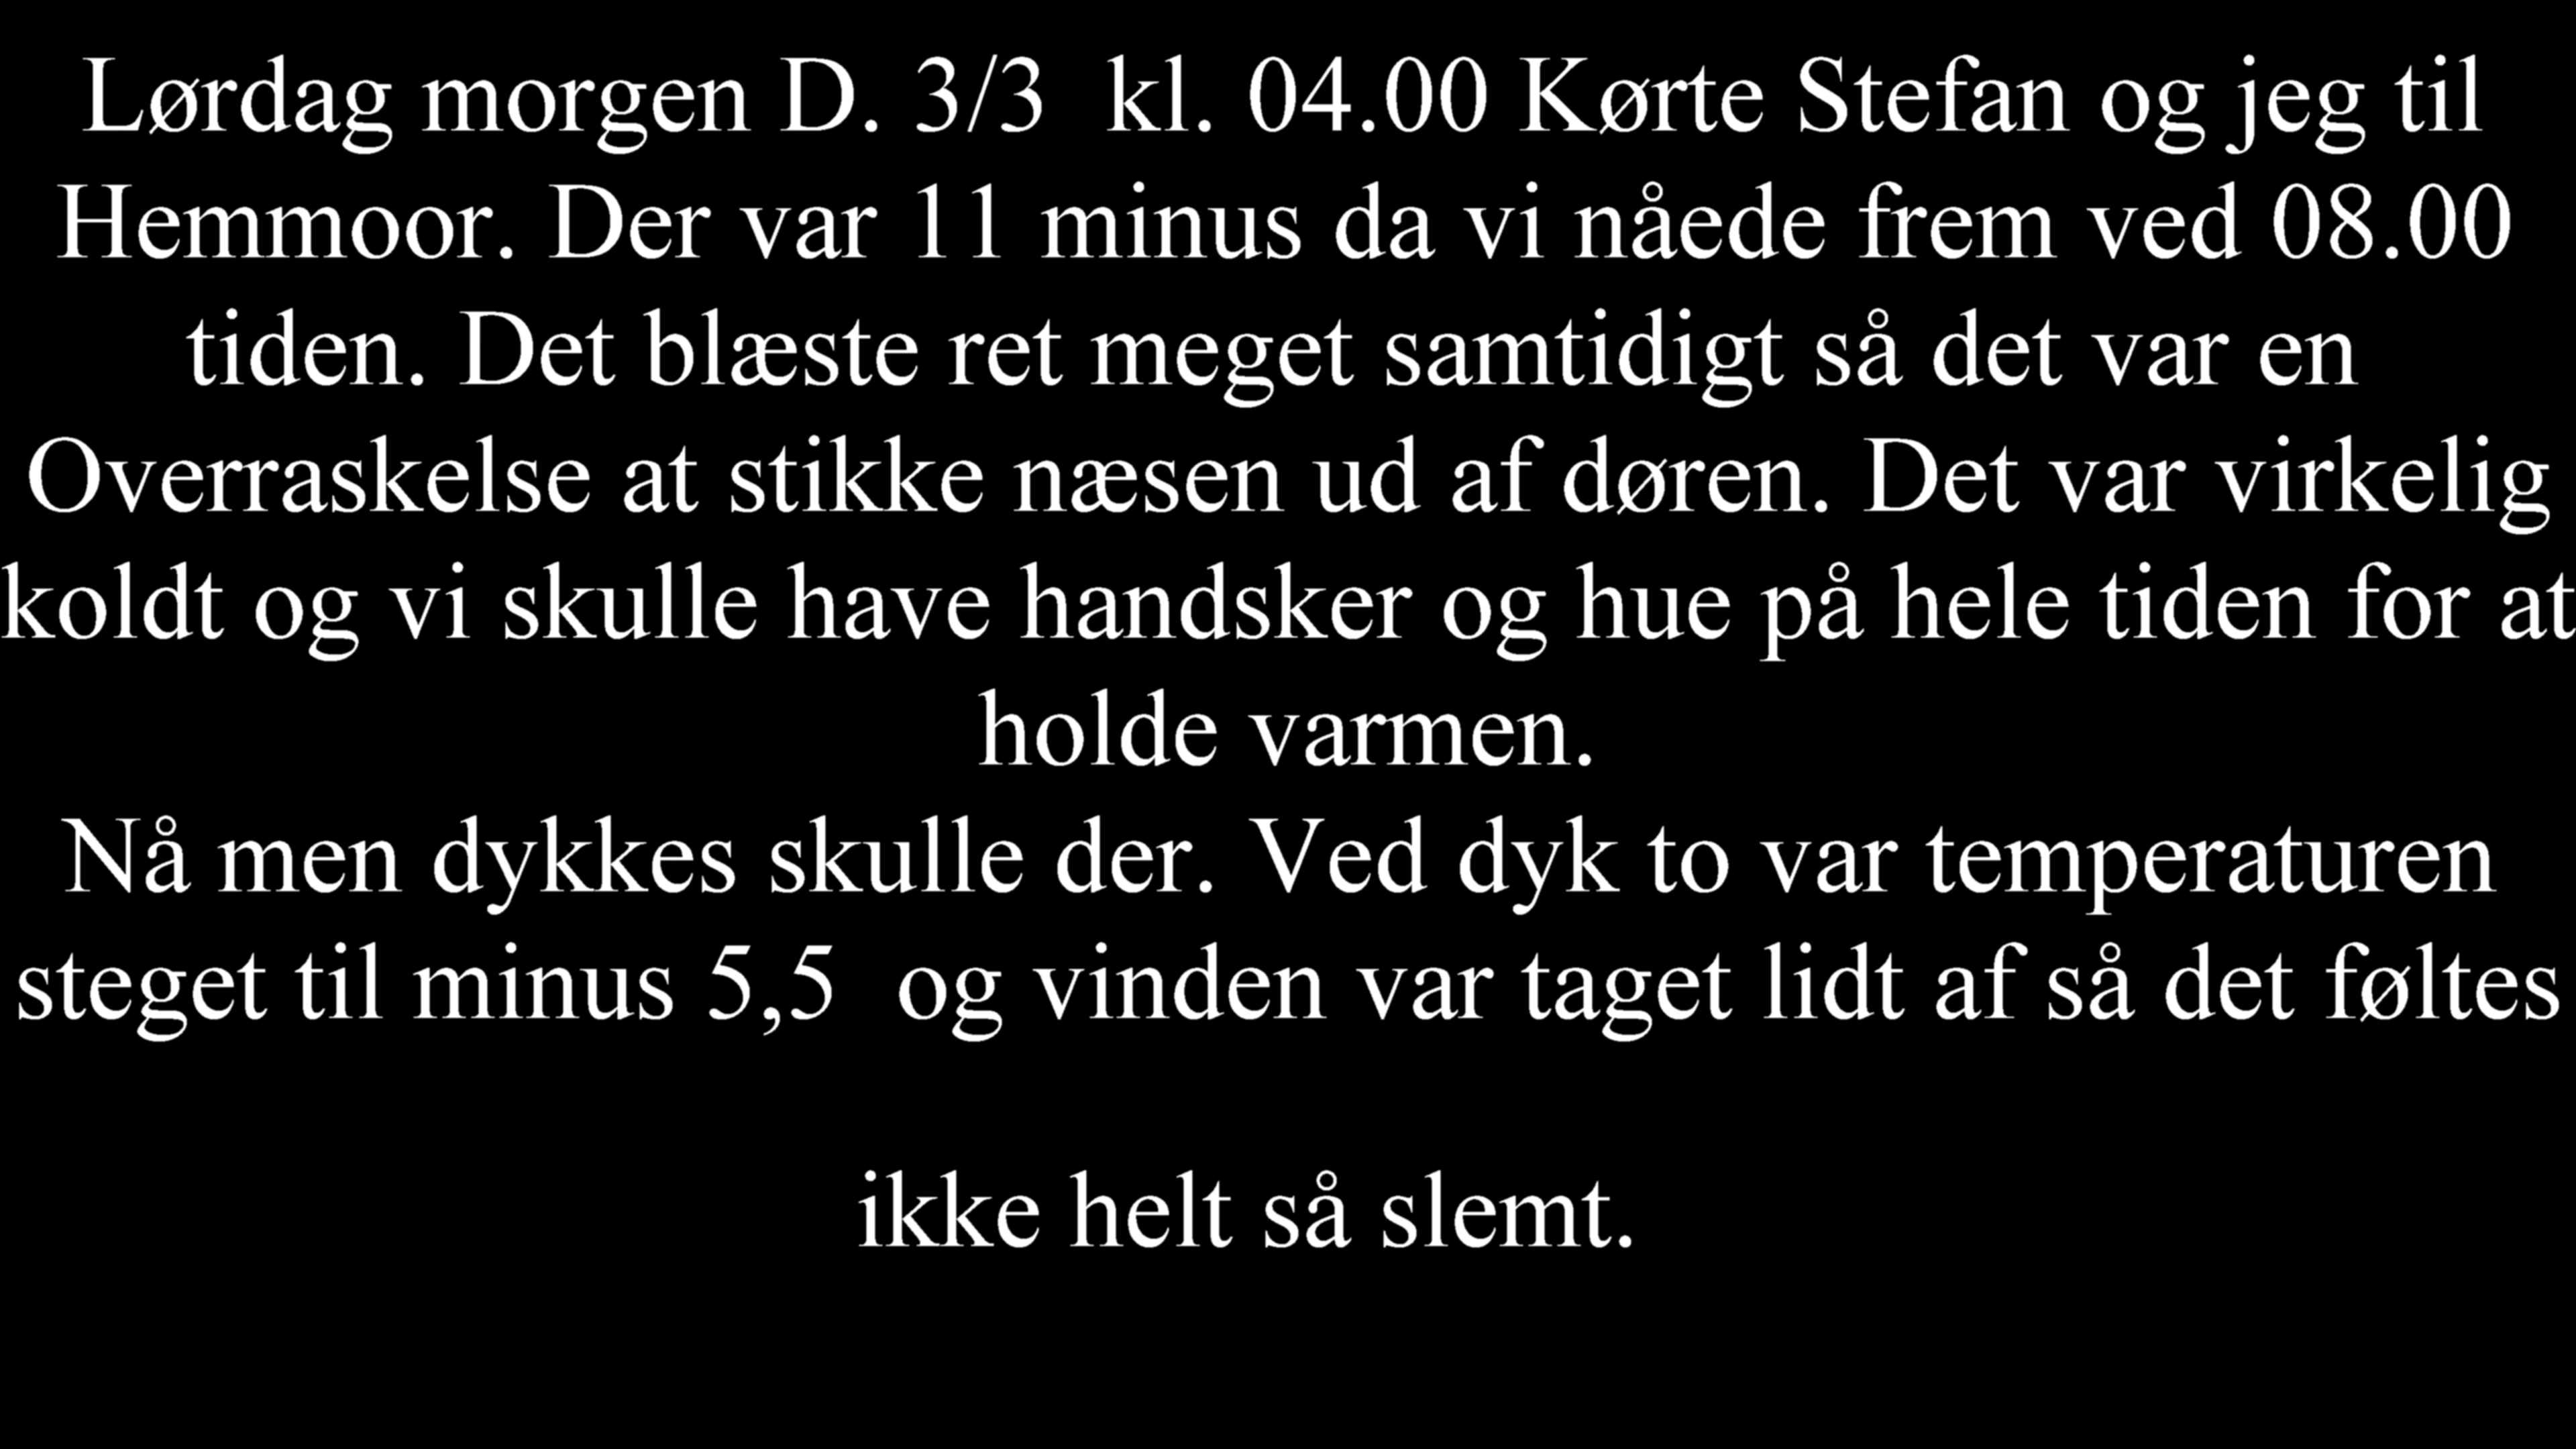 Lørdag morgen D. 3/3  kl. 04.00 Kørte Stefan og jeg til
Hemmoor. Der var 11 minus da vi nåede frem ved 08.00
tiden. Det blæste ret meget samtidigt så det var en
Overraskelse at stikke næsen ud af døren. Det var virkelig
koldt og vi skulle have handsker og hue på hele tiden for at
holde varmen.
Nå men dykkes skulle der. Ved dyk to var temperaturen
steget til minus 5,5  og vinden var taget lidt af så det føltes
ikke helt så slemt.